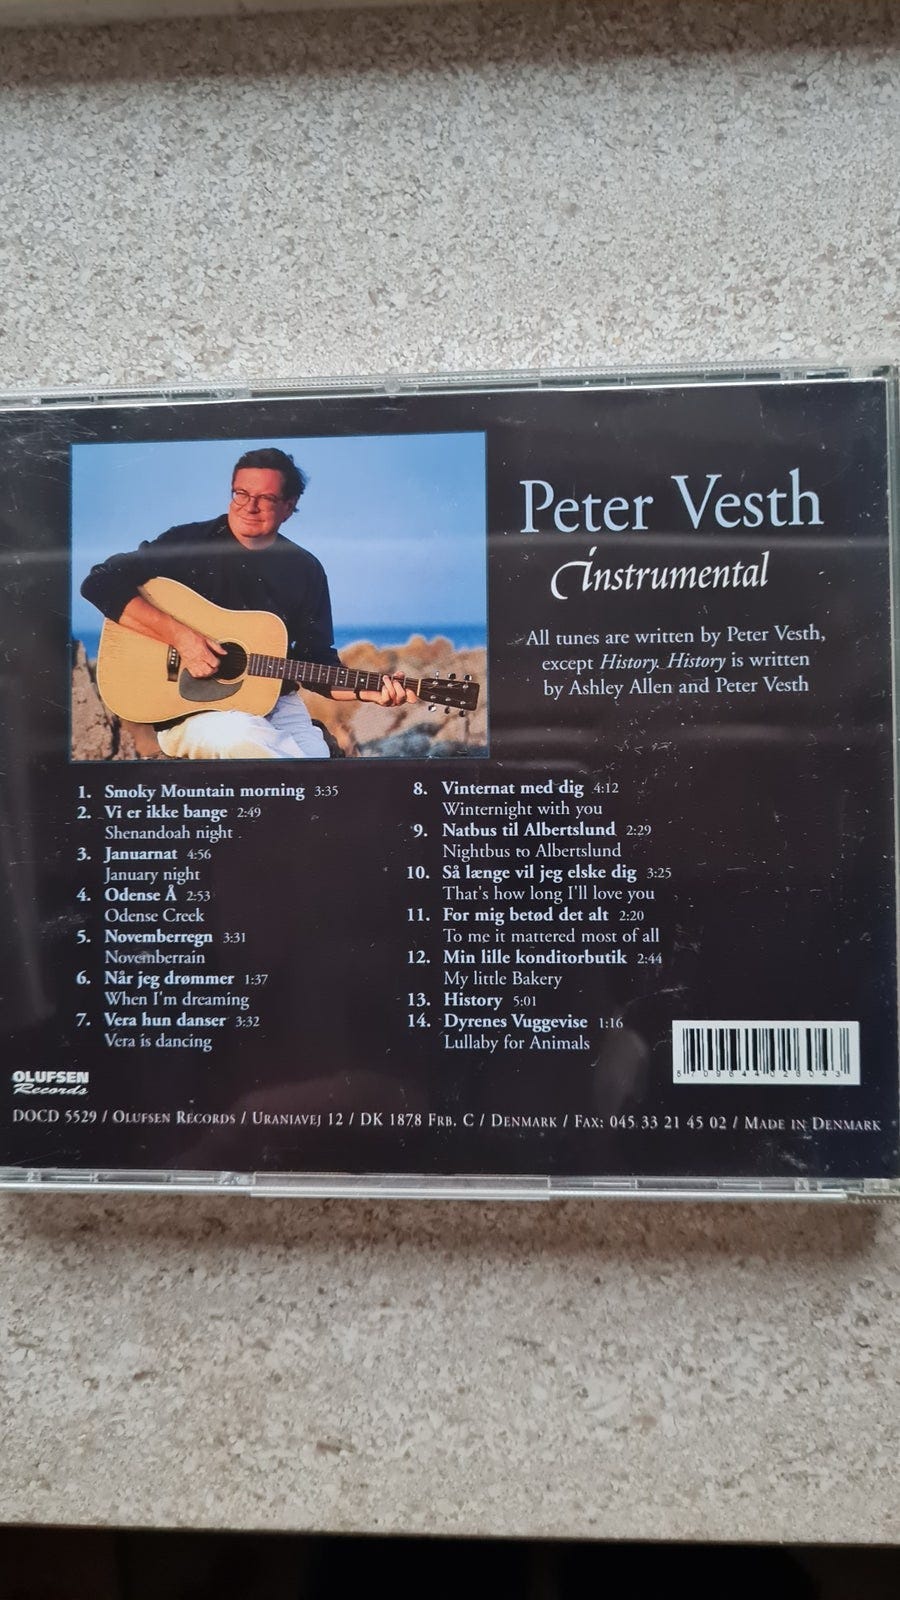 Peter Vesth
Instrumental
All tunes are written by Peter Vesth,
except History. History is written
by Ashley Allen and Peter Vesth
1. Smoky Mountain morning 3:35
2. Vi er ikke bange 2:49
Shenandoah night
3. Januarnat 4:56
January night
4. Odense Å 2:53
Odense Creek
5. Novemberregn 3:31
Novemberrain
6. Når jeg drømmer 1:37
When I'm dreaming
7. Vera hun danser 3:32
Vera is dancing
8. Vinternat med dig 4:12
Winternight with you
9. Natbus til Albertslund 2:29
Nightbus to Albertslund
10. Så længe vil jeg elske dig 3:25
That's how long I'll love you
11. For mig betød det alt 2:20
To me it mattered most of all
12. Min lille konditorbutik 2:44
My little Bakery
13. History 5:01
14. Dyrenes Vuggevise 1:16
Lullaby for Animals
OLUFSEN
Records
DOCD 5529 / Olufsen Records / Uraniavej 12 / DK 1878 Frb. C / Denmark / Fax: 045 33 21 45 02 / Made in Denmark